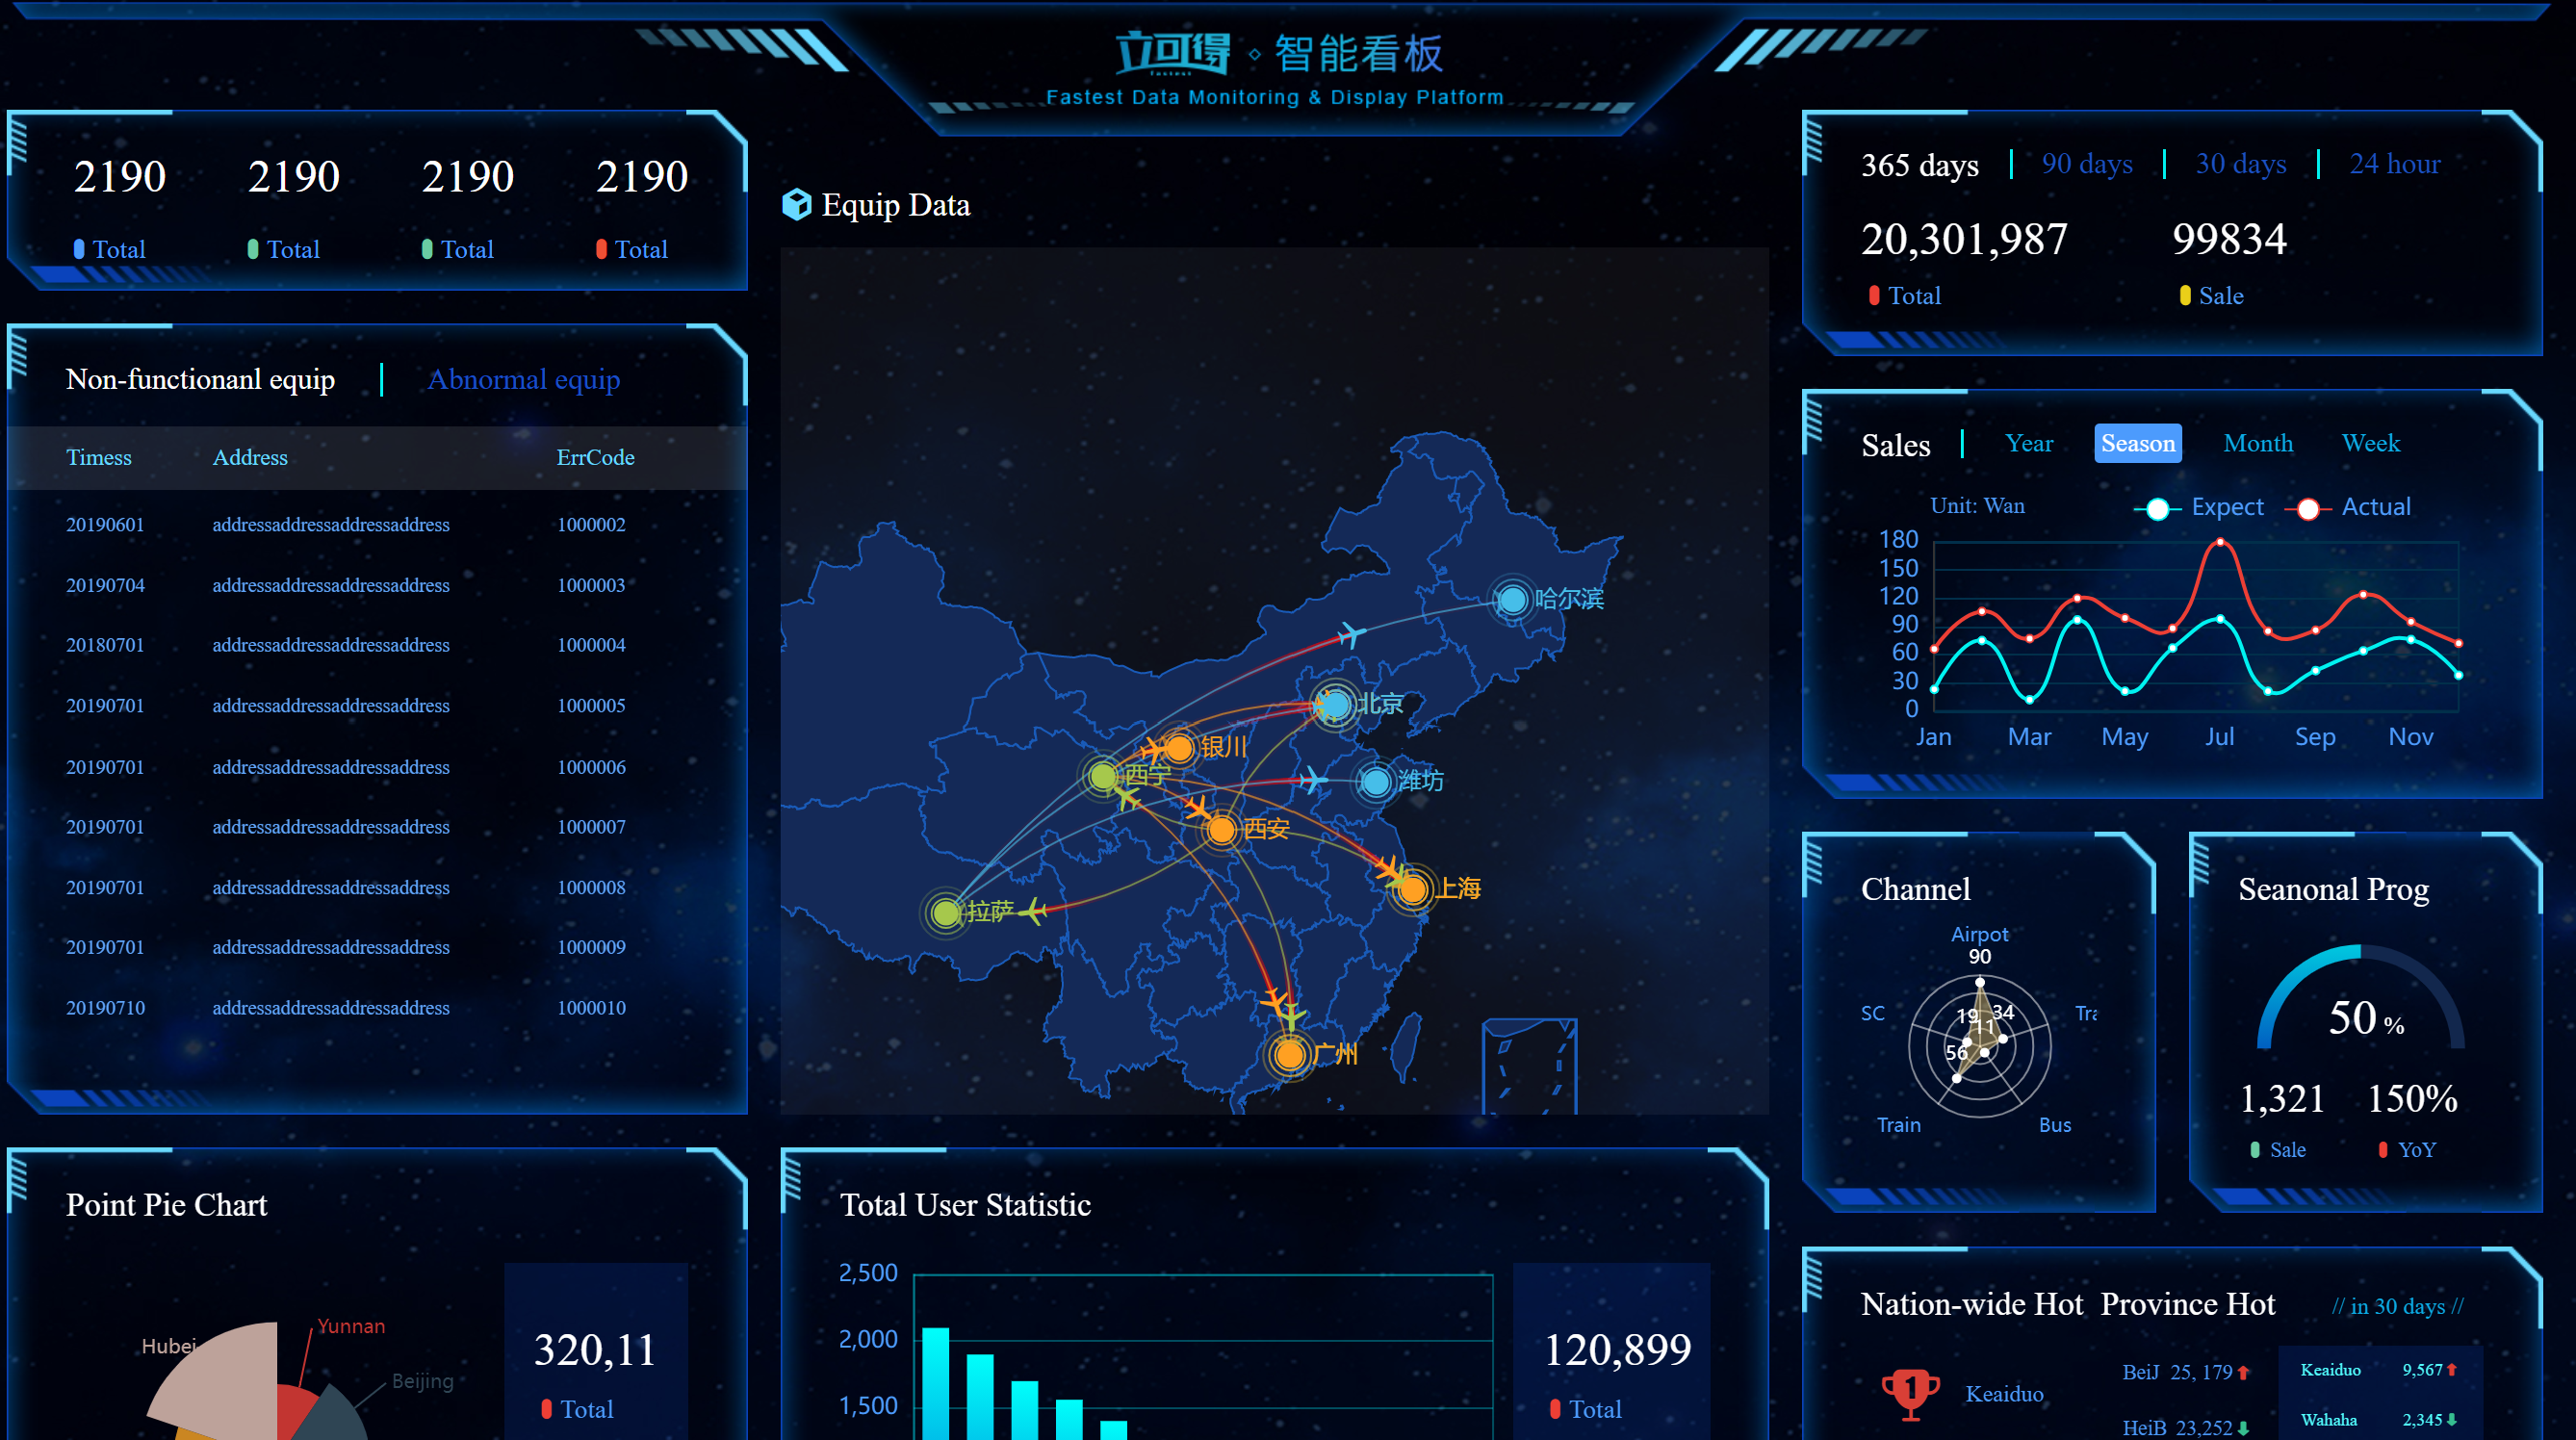 立可得 ◇ 智能看板
Fastest
Fastest Data Monitoring & Display Platform
2190 2190 2190 2190
Total Total Total Total
Non-functionanl equip Abnormal equip
Timess Address ErrCode
20190601 addressaddressaddressaddress 1000002
20190704 addressaddressaddressaddress 1000003
20180701 addressaddressaddressaddress 1000004
20190701 addressaddressaddressaddress 1000005
20190701 addressaddressaddressaddress 1000006
20190701 addressaddressaddressaddress 1000007
20190701 addressaddressaddressaddress 1000008
20190701 addressaddressaddressaddress 1000009
20190710 addressaddressaddressaddress 1000010
Point Pie Chart
Yunnan
Hubei
Beijing
320,11
Total
Equip Data
哈尔滨
北京
银川
西宁
潍坊
西安
上海
拉萨
广州
Total User Statistic
2,500
2,000
1,500
120,899
Total
365 days 90 days 30 days 24 hour
20,301,987 99834
Total Sale
Sales Year Season Month Week
Unit: Wan Expect Actual
180
150
120
90
60
30
0
Jan Mar May Jul Sep Nov
Channel
Airpot
90
SC 19 34 Tra
11
56
Train Bus
Seanonal Prog
50 %
1,321 150%
Sale YoY
Nation-wide Hot Province Hot // in 30 days //
1 Keaiduo
BeiJ 25, 179
HeiB 23,252
Keaiduo 9,567
Wahaha 2,345